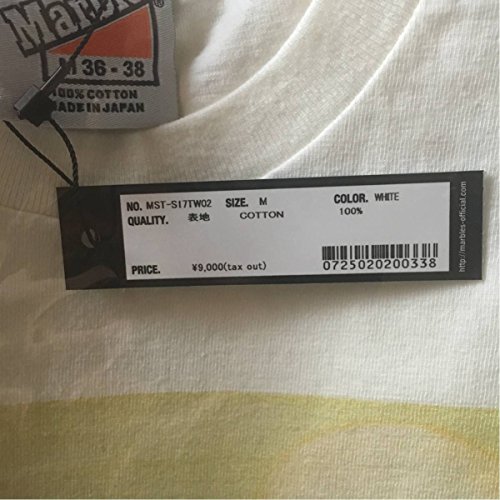 Marbles
M 36-38
100% COTTON
MADE IN JAPAN
NO. MST-S17TW02 SIZE. M COLOR. WHITE
QUALITY. 表地 COTTON 100%
PRICE. ¥9,000(tax out)
0725020200338
http://marbles-official.com